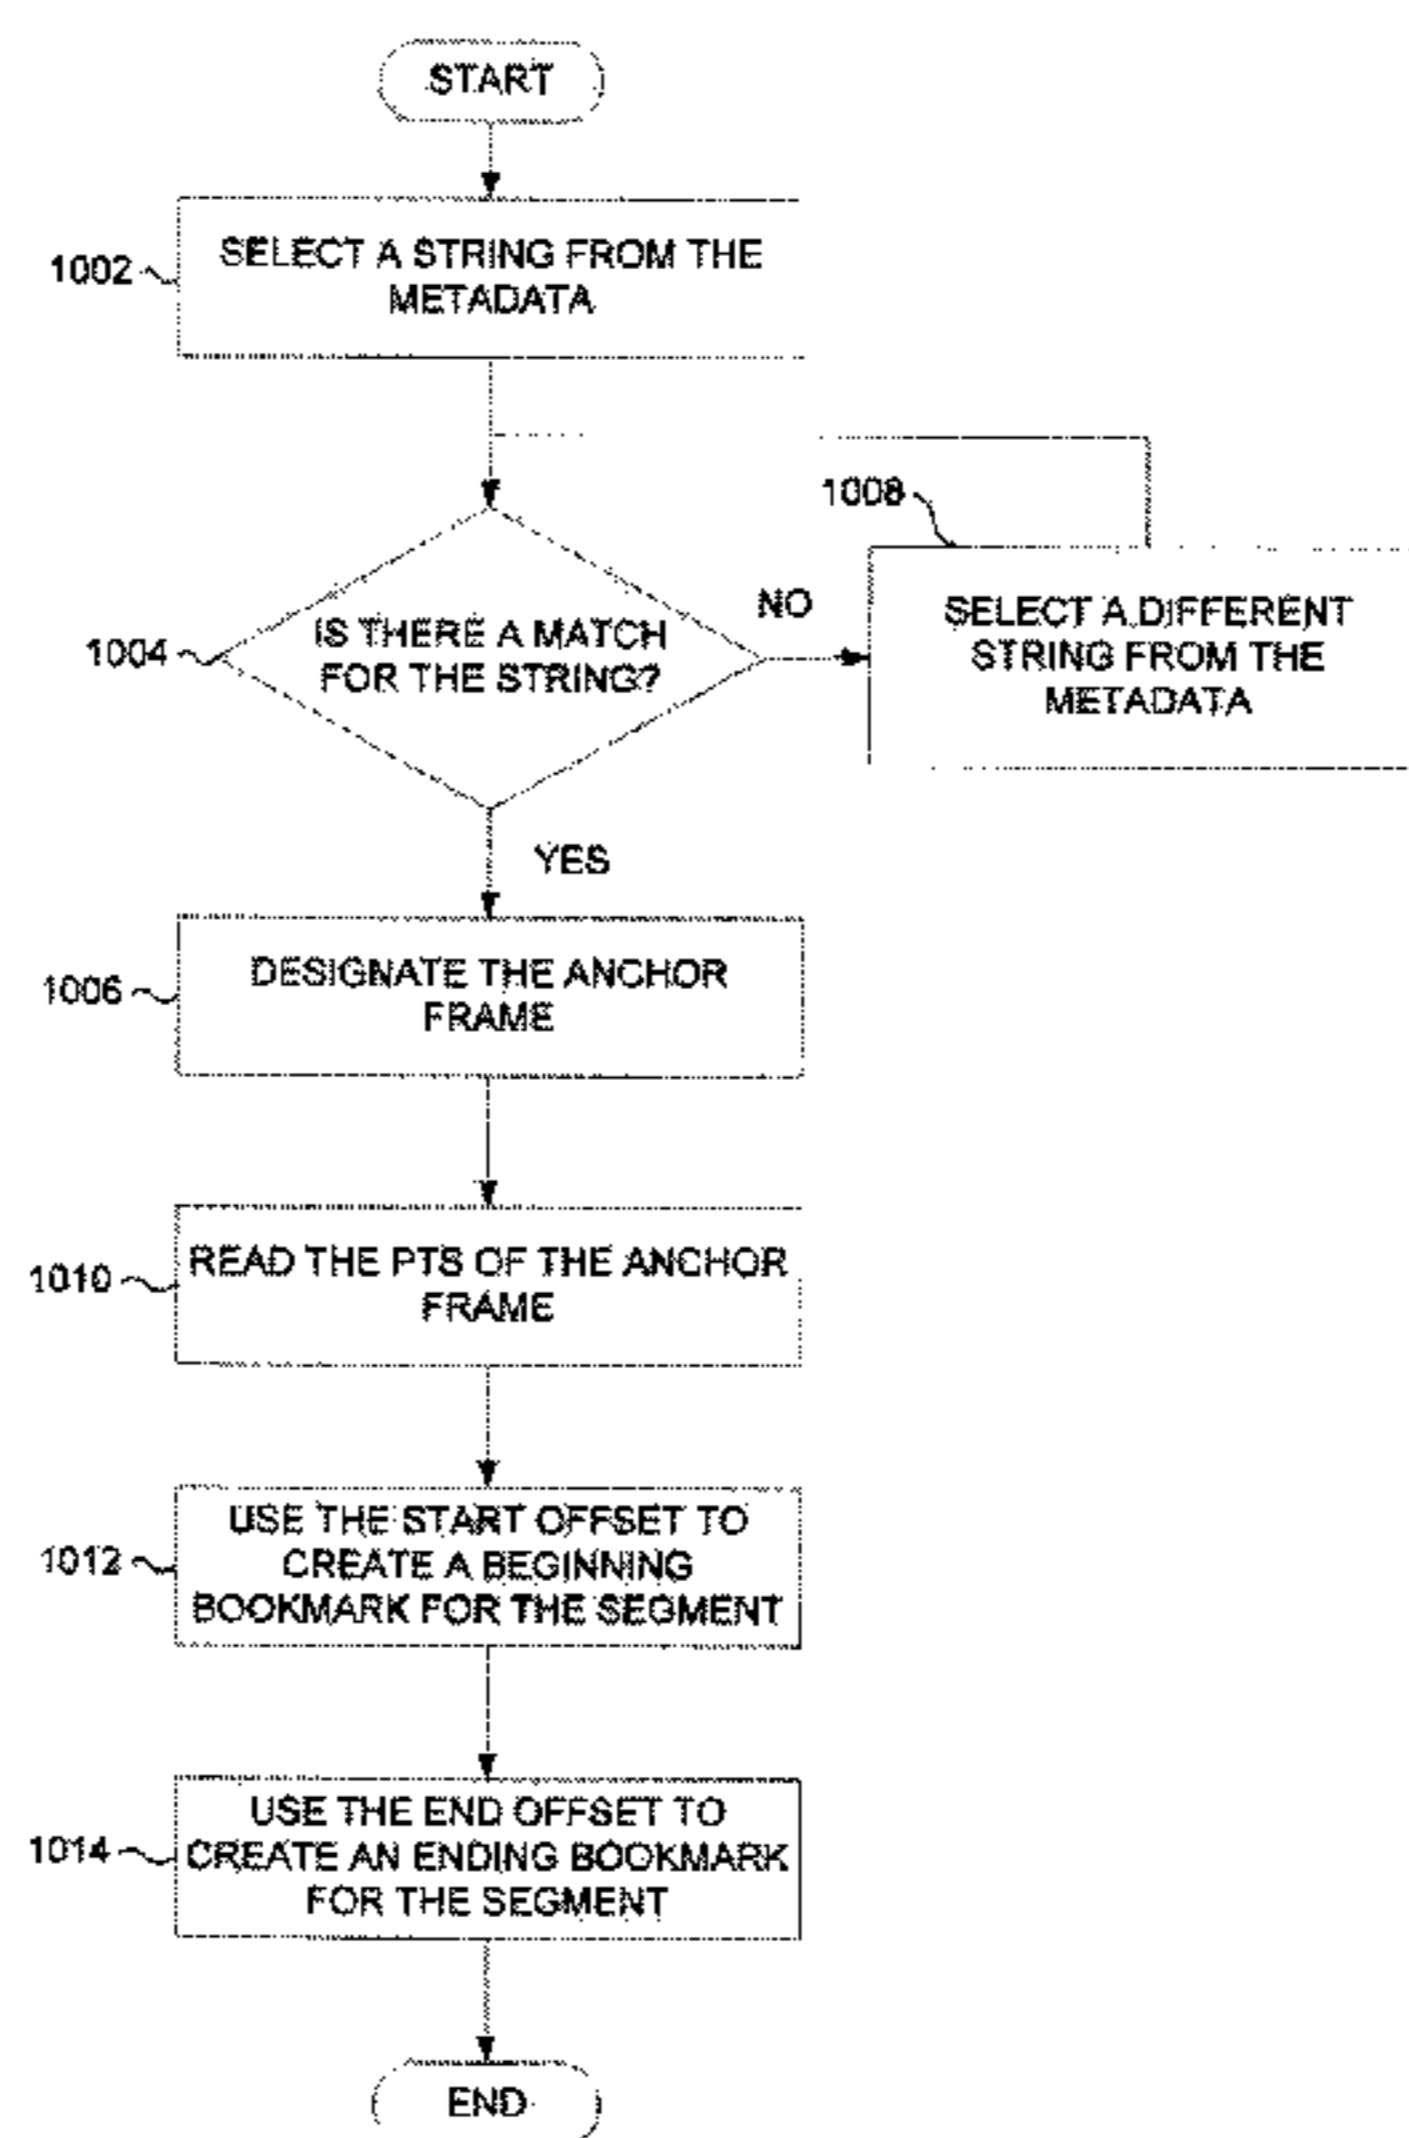 START
1002
SELECT A STRING FROM THE
METADATA
1008
NO
SELECT A DIFFERENT
STRING FROM THE
METADATA
1004
IS THERE A MATCH
FOR THE STRING?
YES
1006
DESIGNATE THE ANCHOR
FRAME
1010
READ THE PTS OF THE ANCHOR
FRAME
1012
USE THE START OFFSET TO
CREATE A BEGINNING
BOOKMARK FOR THE SEGMENT
1014
USE THE END OFFSET TO
CREATE AN ENDING BOOKMARK
FOR THE SEGMENT
END